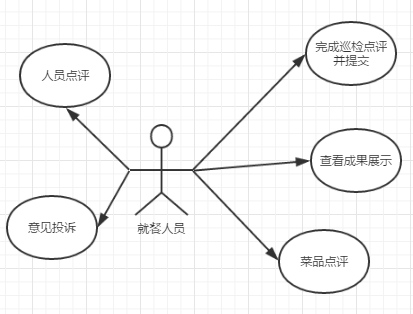 完成巡检点评
并提交
人员点评
查看成果展示
意见投诉
就餐人员
菜品点评